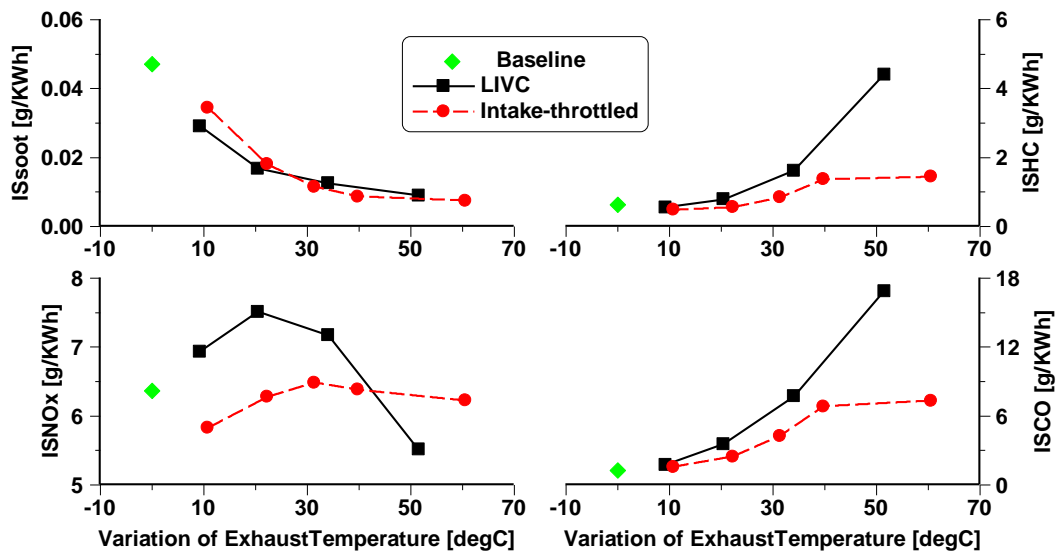 0.06
0.04
0.02
0.00
ISsoot [g/KWh]
-10 10 30 50 70
Baseline
LIVC
Intake-throttled
6
4
2
0
ISHC [g/KWh]
-10 10 30 50 70
8
7
6
5
ISNOx [g/KWh]
-10 10 30 50 70
Variation of ExhaustTemperature [degC]
18
12
6
0
ISCO [g/KWh]
-10 10 30 50 70
Variation of ExhaustTemperature [degC]